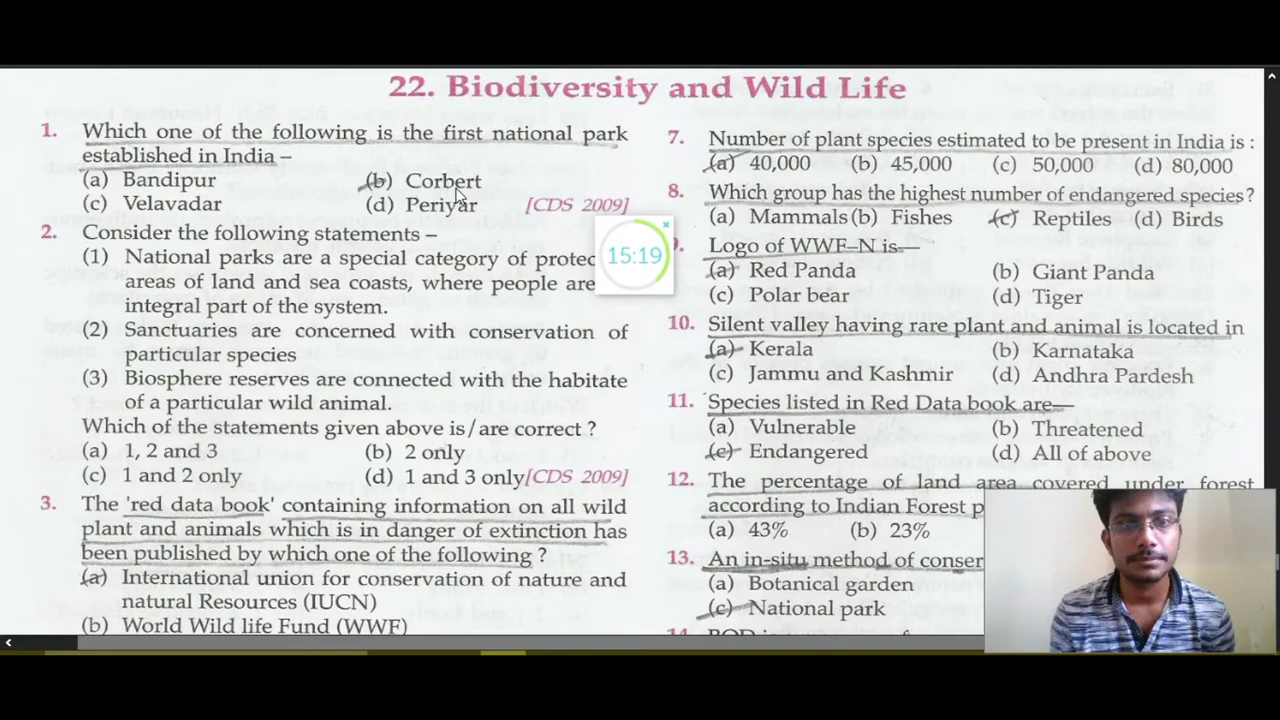 22. Biodiversity and Wild Life
1. Which one of the following is the first national park
established in India –
(a) Bandipur (b) Corbert
(c) Velavadar (d) Periyar [CDS 2009]
2. Consider the following statements –
(1) National parks are a special category of protec
areas of land and sea coasts, where people are
integral part of the system.
(2) Sanctuaries are concerned with conservation of
particular species
(3) Biosphere reserves are connected with the habitate
of a particular wild animal.
Which of the statements given above is/are correct ?
(a) 1, 2 and 3 (b) 2 only
(c) 1 and 2 only (d) 1 and 3 only [CDS 2009]
3. The 'red data book' containing information on all wild
plant and animals which is in danger of extinction has
been published by which one of the following ?
(a) International union for conservation of nature and
Natural Resources (IUCN)
(b) World Wild life Fund (WWF)
15:19
7. Number of plant species estimated to be present in India is :
(a) 40,000 (b) 45,000 (c) 50,000 (d) 80,000
8. Which group has the highest number of endangered species?
(a) Mammals (b) Fishes (c) Reptiles (d) Birds
Logo of WWF–N is—
(a) Red Panda (b) Giant Panda
(c) Polar bear (d) Tiger
10. Silent valley having rare plant and animal is located in
(a) Kerala (b) Karnataka
(c) Jammu and Kashmir (d) Andhra Pardesh
11. Species listed in Red Data book are—
(a) Vulnerable (b) Threatened
(c) Endangered (d) All of above
12. The percentage of land area covered under forest
according to Indian Forest p
(a) 43% (b) 23%
13. An in-situ method of conser
(a) Botanical garden
(c) National park